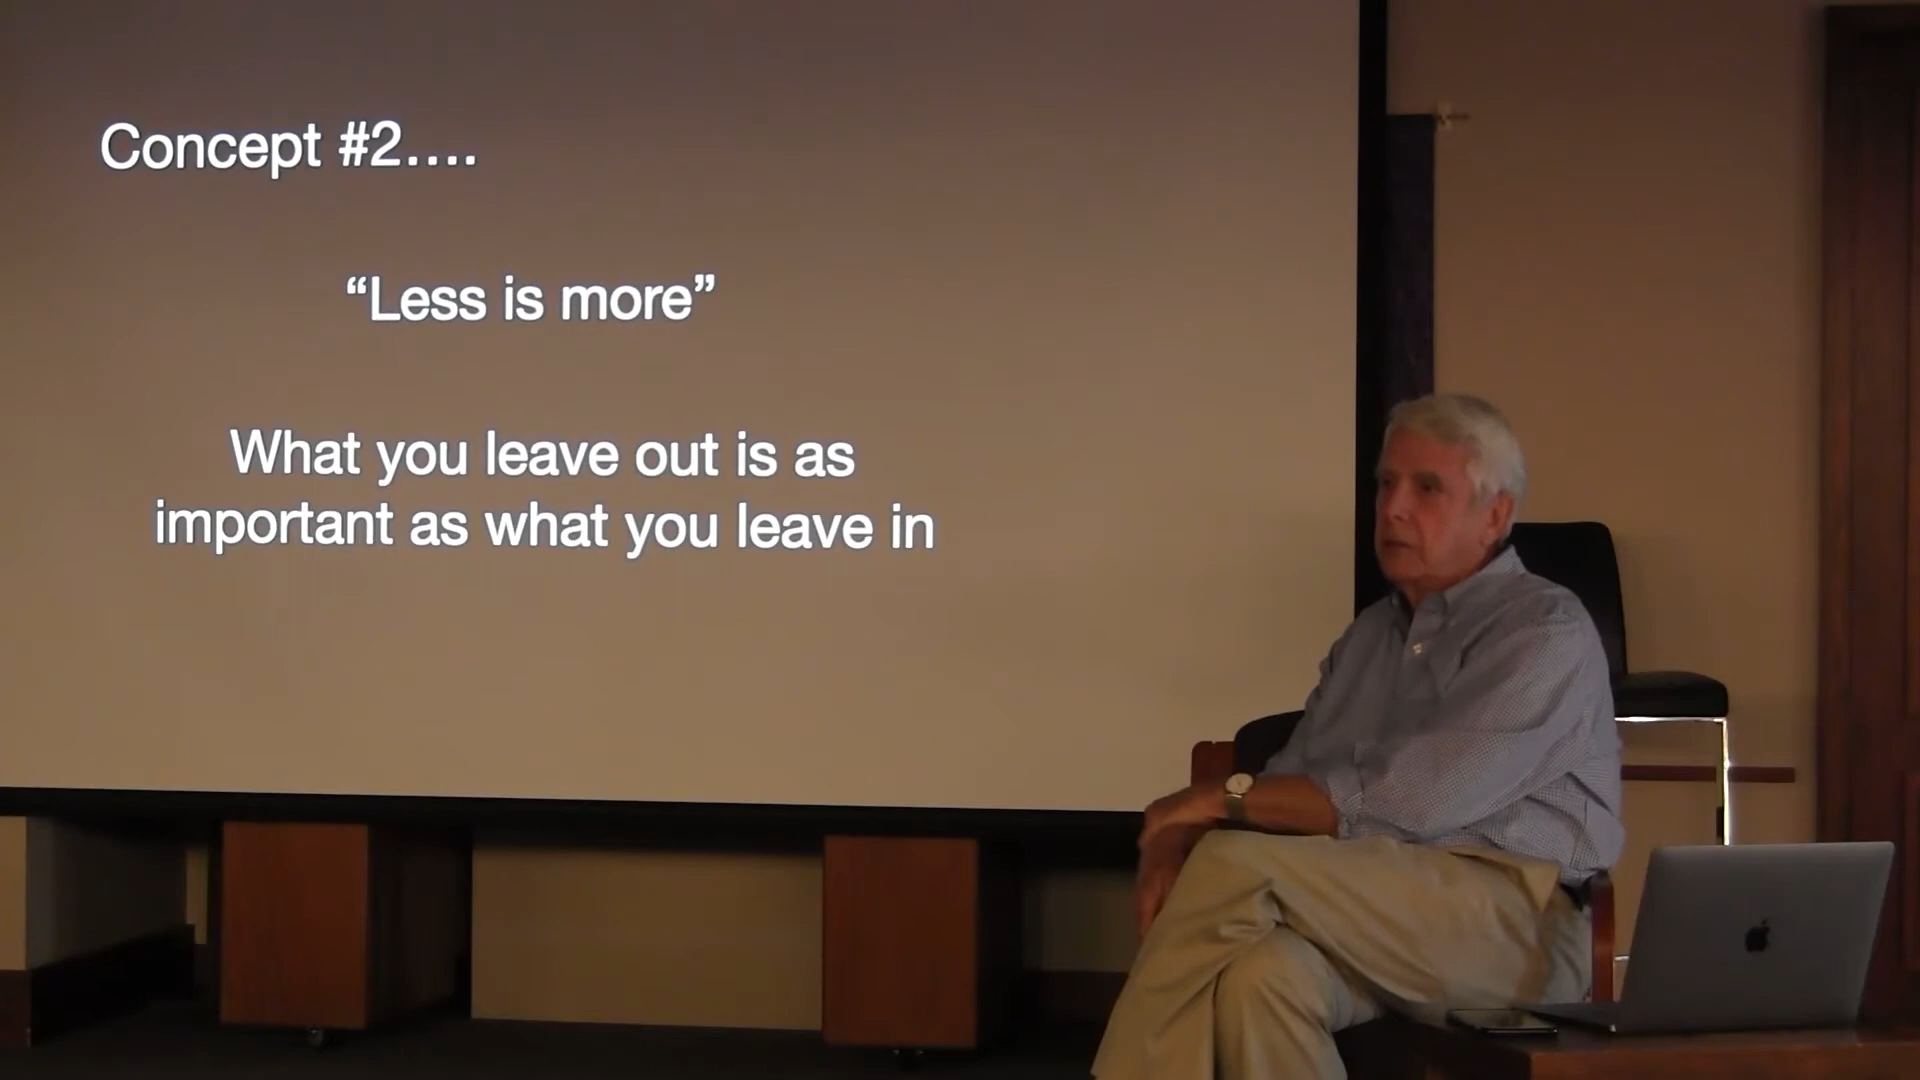 Concept #2....
“Less is more”
What you leave out is as
important as what you leave in